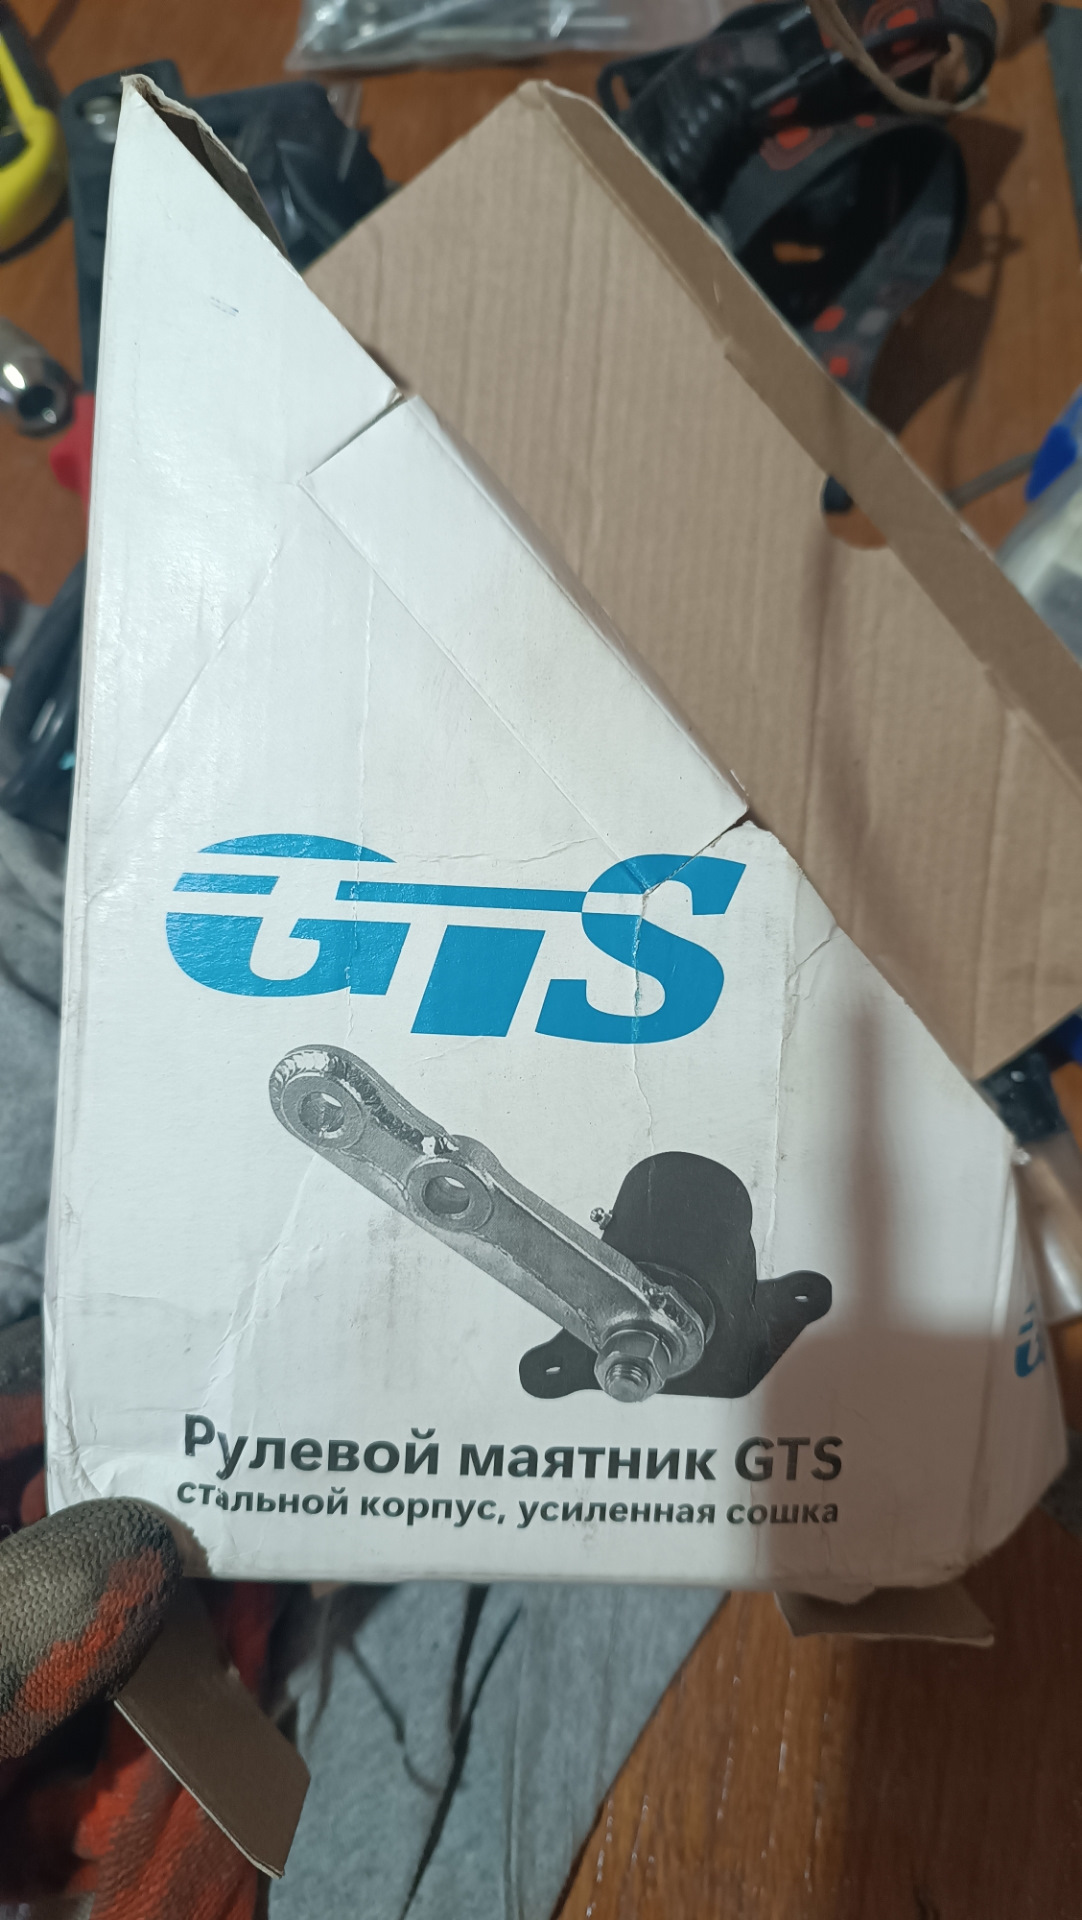 GTS
Рулевой маятник GTS
стальной корпус, усиленная сошка